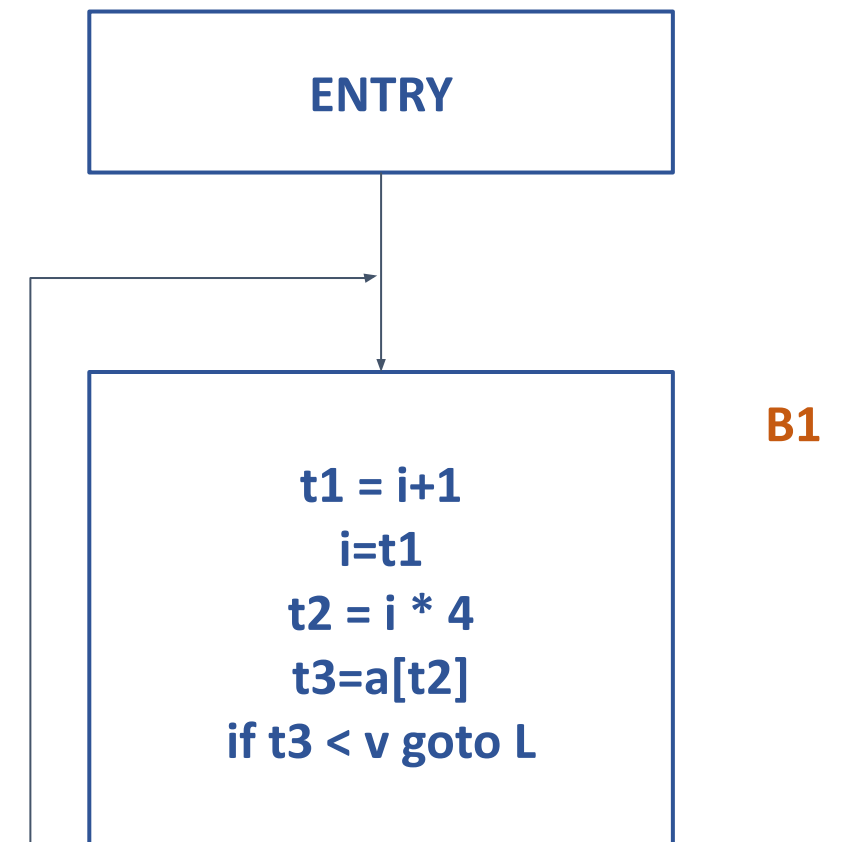 ENTRY
B1
t1 = i+1
i=t1
t2 = i * 4
t3=a[t2]
if t3 < v goto L